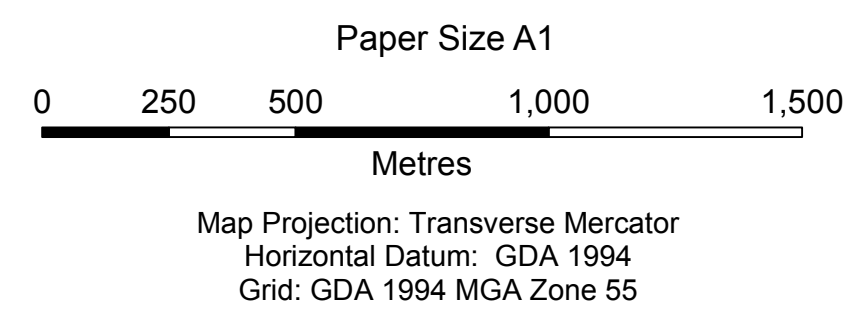 Paper Size A1
0 250 500 1,000 1,500
Metres
Map Projection: Transverse Mercator
Horizontal Datum: GDA 1994
Grid: GDA 1994 MGA Zone 55